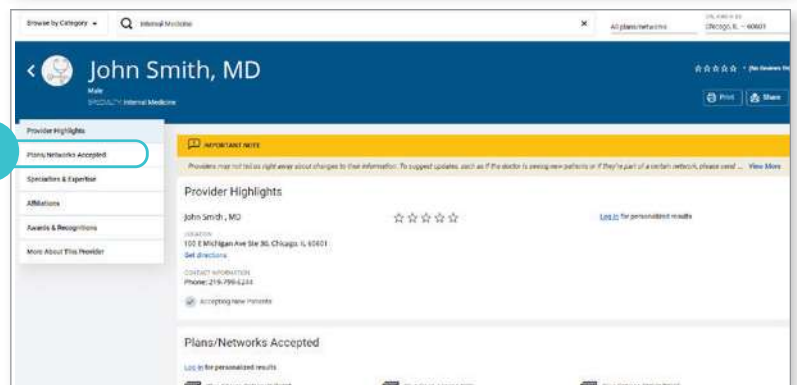 Browse by Category
Internal Medicine
All plans/networks
Chicago, IL - 60601
John Smith, MD
Male
SPECIALTY: Internal Medicine
Print
Share
Provider Highlights
Plans/Networks Accepted
Specialties & Expertise
Affiliations
Awards & Recognitions
More About This Provider
IMPORTANT NOTE
Providers may not tell us right away about changes to their information. To suggest updates, such as if the doctor is seeing new patients or if they're part of a certain network, please send ... View More
Provider Highlights
John Smith , MD
Log in for personalized results
LOCATION
100 E Michigan Ave Ste 30, Chicago, IL 60601
Get directions
CONTACT INFORMATION
Phone:
Accepting New Patients
Plans/Networks Accepted
Log in for personalized results